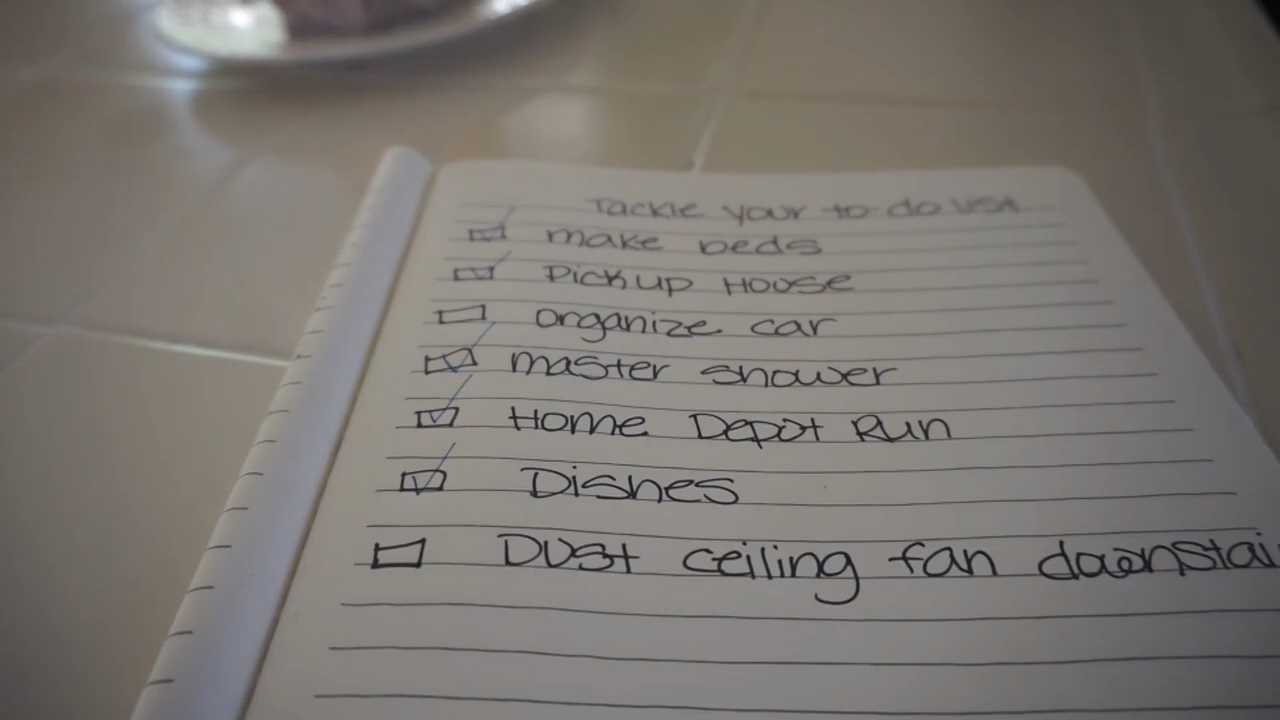 Tackle your to-do list
make beds
Pick up House
organize car
master shower
Home Depot Run
Dishes
Dust ceiling fan downstai